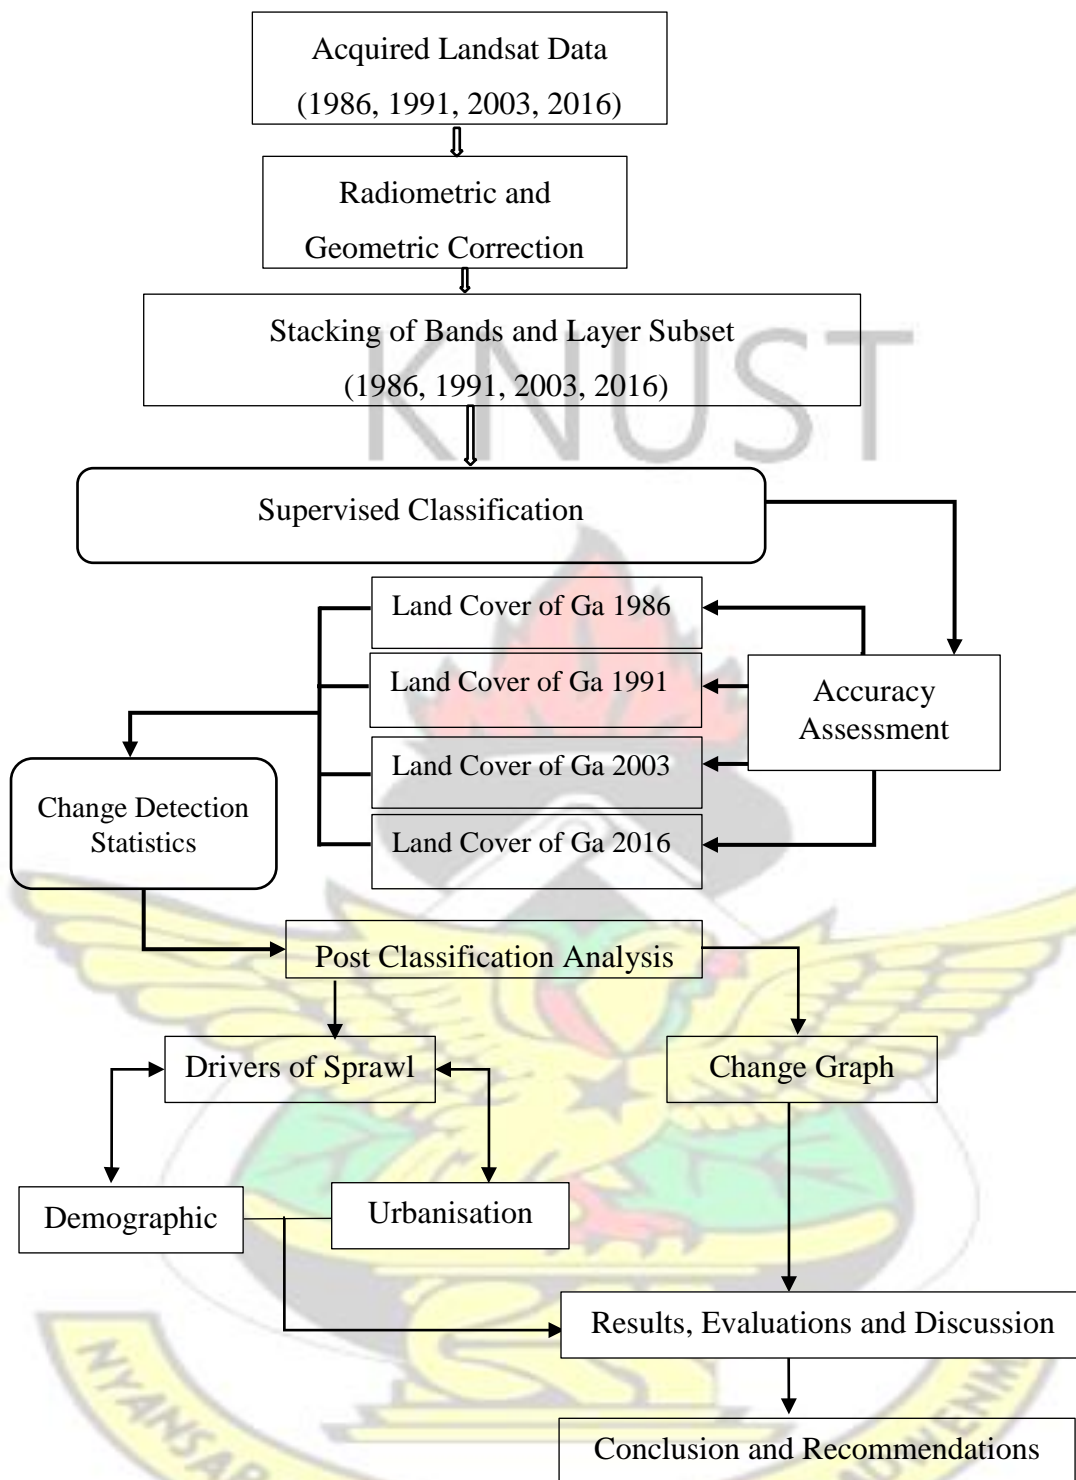 Acquired Landsat Data
(1986, 1991, 2003, 2016)
Radiometric and
Geometric Correction
Stacking of Bands and Layer Subset
(1986, 1991, 2003, 2016)
KNUST
Supervised Classification
Land Cover of Ga 1986
Land Cover of Ga 1991
Accuracy
Assessment
Land Cover of Ga 2003
Change Detection
Statistics
Land Cover of Ga 2016
Post Classification Analysis
Drivers of Sprawl
Change Graph
Demographic
Urbanisation
Results, Evaluations and Discussion
Conclusion and Recommendations